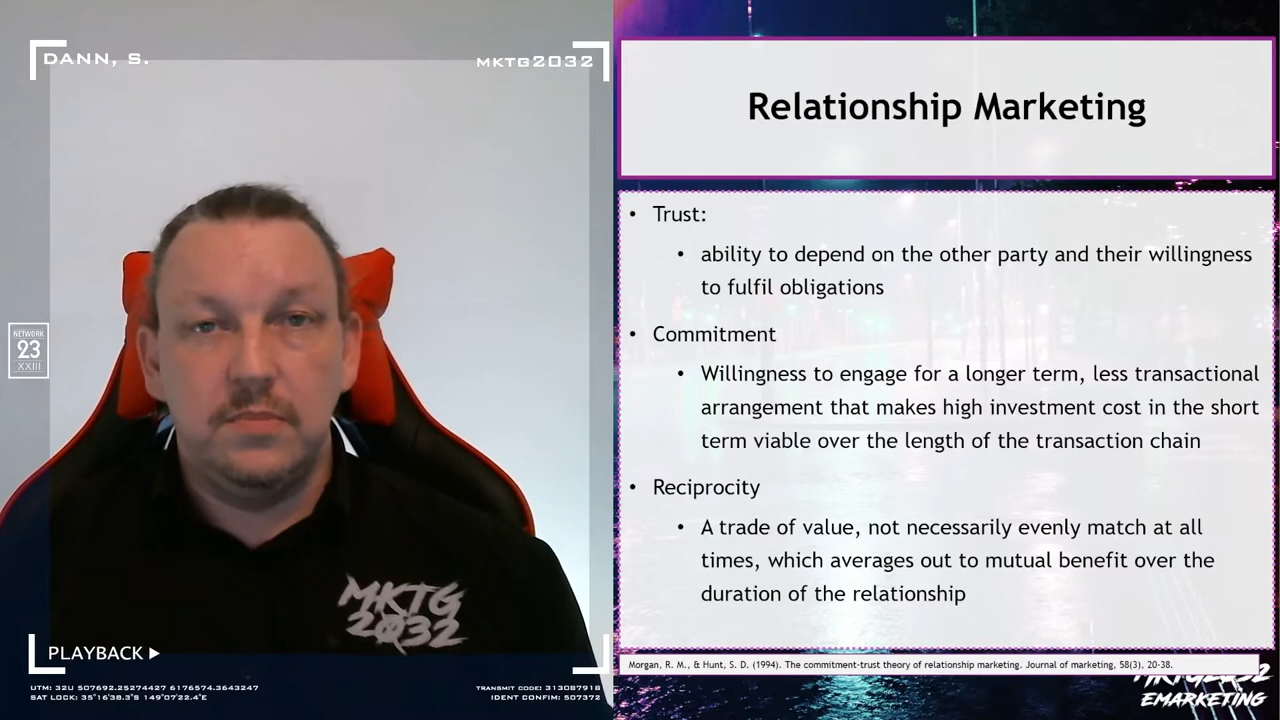 DANN, S.
MKTG2032
NETWORK
23
XXIII
MKTG
2032
PLAYBACK
UTM: 32U 507692.25274427 6176574.3643247
SAT LOCK: 35°16'38.3"S 149°07'22.4"E
TRANSMIT CODE: 313087918
IDENT CONFIM: 507372
Relationship Marketing
• Trust:
• ability to depend on the other party and their willingness
to fulfil obligations
• Commitment
• Willingness to engage for a longer term, less transactional
arrangement that makes high investment cost in the short
term viable over the length of the transaction chain
• Reciprocity
• A trade of value, not necessarily evenly match at all
times, which averages out to mutual benefit over the
duration of the relationship
Morgan, R. M., & Hunt, S. D. (1994). The commitment-trust theory of relationship marketing. Journal of marketing, 58(3), 20-38.
MKTG2032
EMARKETING